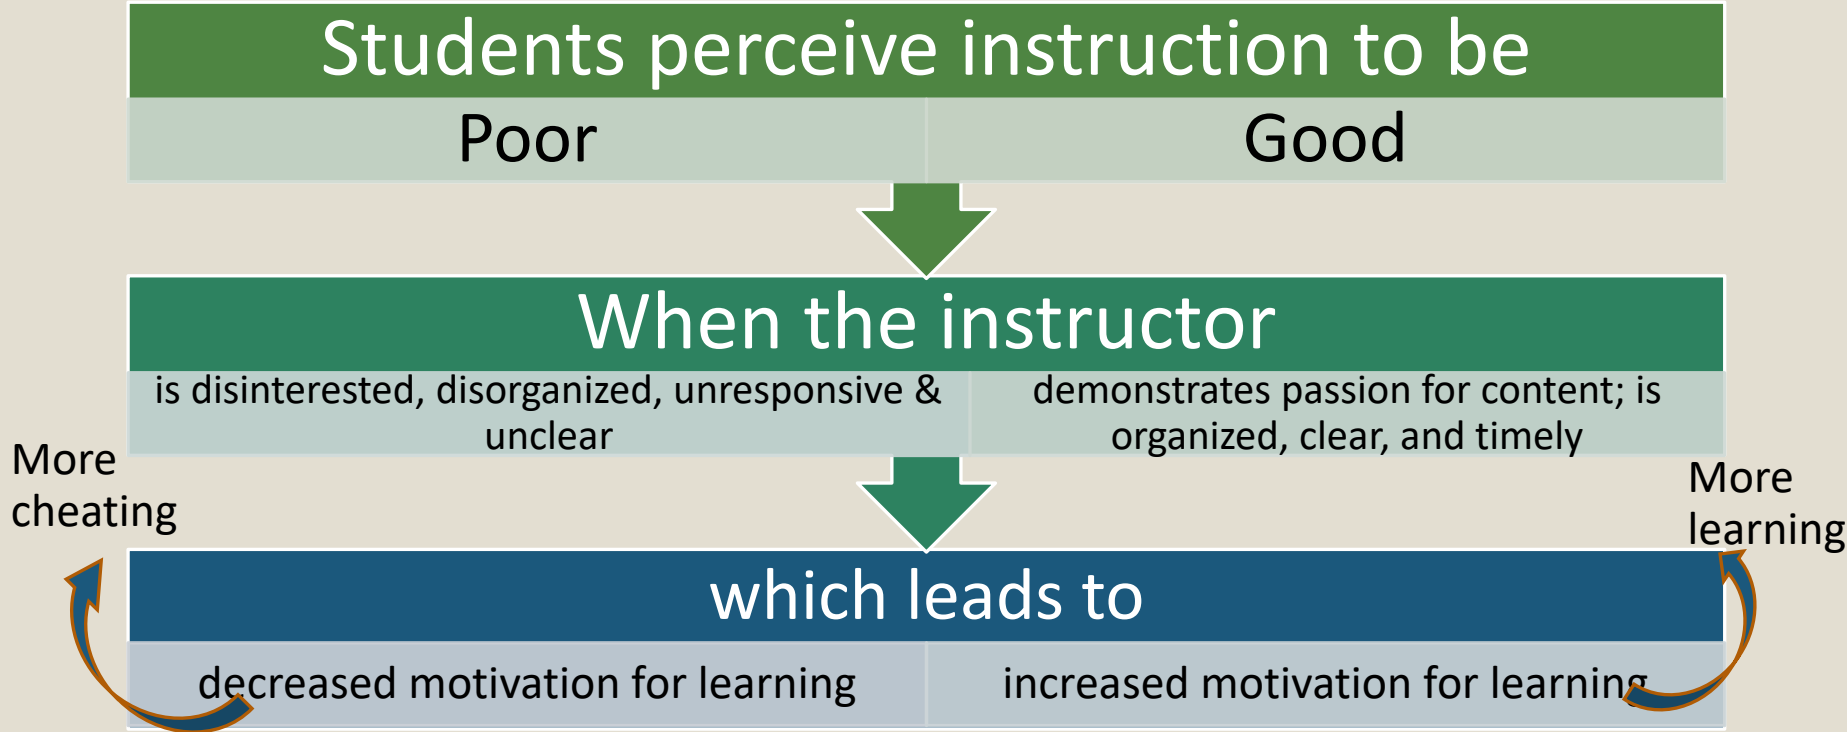 Students perceive instruction to be
Poor
Good
When the instructor
is disinterested, disorganized, unresponsive &
unclear
demonstrates passion for content; is
organized, clear, and timely
More
cheating
More
learning
which leads to
decreased motivation for learning
increased motivation for learning